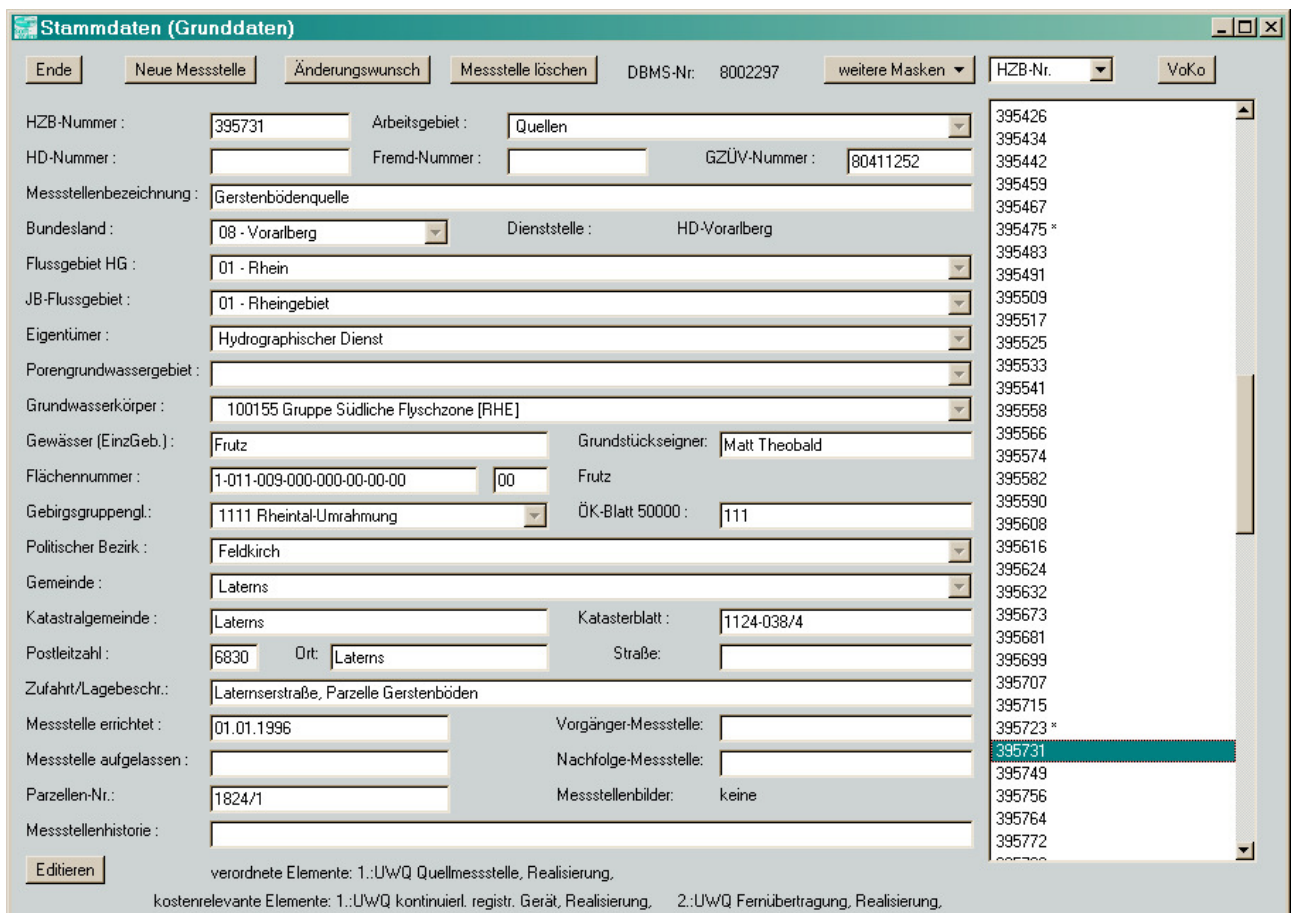 Stammdaten (Grunddaten)
Ende Neue Messstelle Änderungswunsch Messstelle löschen DBMS-Nr: 8002297 weitere Masken HZB-Nr. VoKo
HZB-Nummer : 395731 Arbeitsgebiet : Quellen
HD-Nummer : Fremd-Nummer : GZÜV-Nummer : 80411252
Messstellenbezeichnung : Gerstenbödenquelle
Bundesland : 08 - Vorarlberg Dienststelle : HD-Vorarlberg
Flussgebiet HG : 01 - Rhein
JB-Flussgebiet : 01 - Rheingebiet
Eigentümer : Hydrographischer Dienst
Porengrundwassergebiet :
Grundwasserkörper : 100155 Gruppe Südliche Flyschzone [RHE]
Gewässer (EinzGeb.) : Frutz Grundstückseigner: Matt Theobald
Flächennummer : 1-011-009-000-000-00-00-00 00 Frutz
Gebirgsgruppengl.: 1111 Rheintal-Umrahmung ÖK-Blatt 50000 : 111
Politischer Bezirk : Feldkirch
Gemeinde : Laterns
Katastralgemeinde : Laterns Katasterblatt : 1124-038/4
Postleitzahl : 6830 Ort: Laterns Straße:
Zufahrt/Lagebeschr.: Laternserstraße, Parzelle Gerstenböden
Messstelle errichtet : 01.01.1996 Vorgänger-Messstelle:
Messstelle aufgelassen : Nachfolge-Messstelle:
Parzellen-Nr.: 1824/1 Messstellenbilder: keine
Messstellenhistorie :
Editieren verordnete Elemente: 1.:UWQ Quellmessstelle, Realisierung,
kostenrelevante Elemente: 1.:UWQ kontinuierl. registr. Gerät, Realisierung, 2.:UWQ Fernübertragung, Realisierung,
395426
395434
395442
395459
395467
395475 *
395483
395491
395509
395517
395525
395533
395541
395558
395566
395574
395582
395590
395608
395616
395624
395632
395673
395681
395699
395707
395715
395723 *
395731
395749
395756
395764
395772